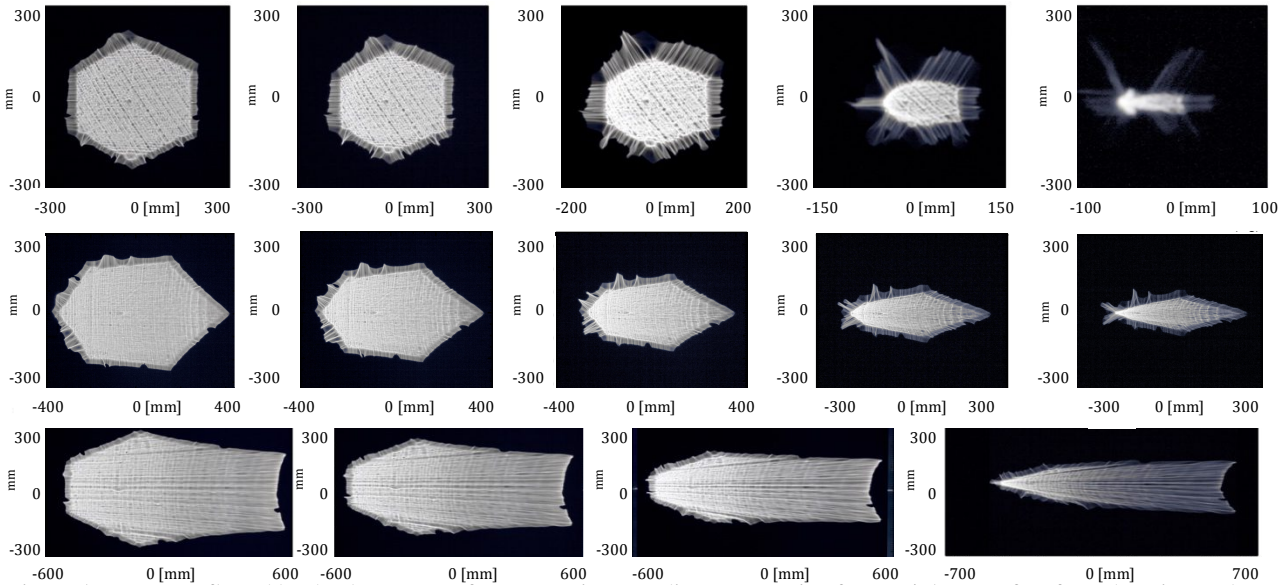 300 300 300 300 300
mm mm mm mm mm
0 0 0 0 0
-300 -300 -300 -300 -300
-300 0 [mm] 300 -300 0 [mm] 300 -200 0 [mm] 200 -150 0 [mm] 150 -100 0 [mm] 100
300 300 300 300 300
mm mm mm mm mm
0 0 0 0 0
-300 -300 -300 -300 -300
-400 0 [mm] 400 -400 0 [mm] 400 -400 0 [mm] 400 -300 0 [mm] 300 -300 0 [mm] 300
300 300 300 300
mm mm mm mm
0 0 0 0
-300 -300 -300 -300
-600 0 [mm] 600 -600 0 [mm] 600 -600 0 [mm] 600 -700 0 [mm] 700